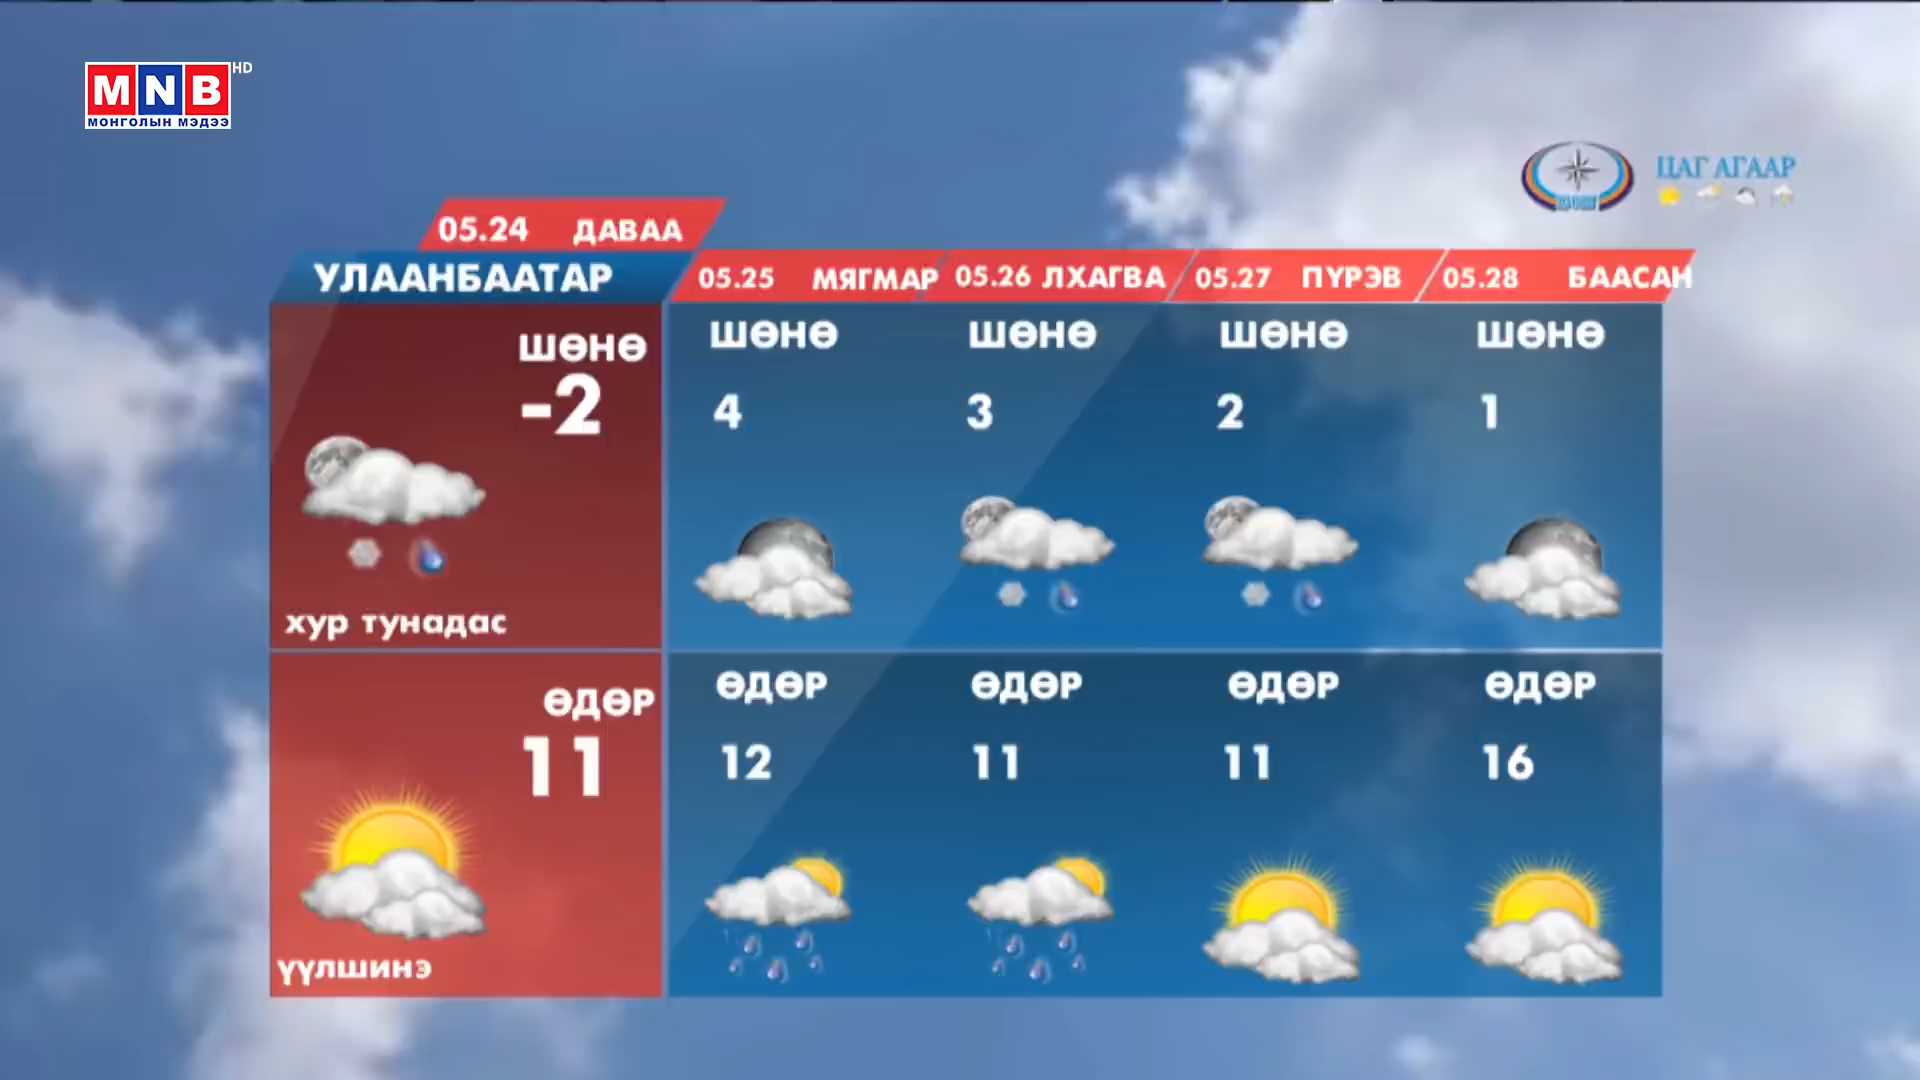 MNB HD
МОНГОЛЫН МЭДЭЭ
ЦАГ АГААР
05.24 ДАВАА
УЛААНБААТАР
05.25 МЯГМАР 05.26 ЛХАГВА 05.27 ПҮРЭВ 05.28 БААСАН
ШӨНӨ
-2
хур тунадас
ШӨНӨ ШӨНӨ ШӨНӨ ШӨНӨ
4 3 2 1
ӨДӨР
11
үүлшинэ
ӨДӨР ӨДӨР ӨДӨР ӨДӨР
12 11 11 16